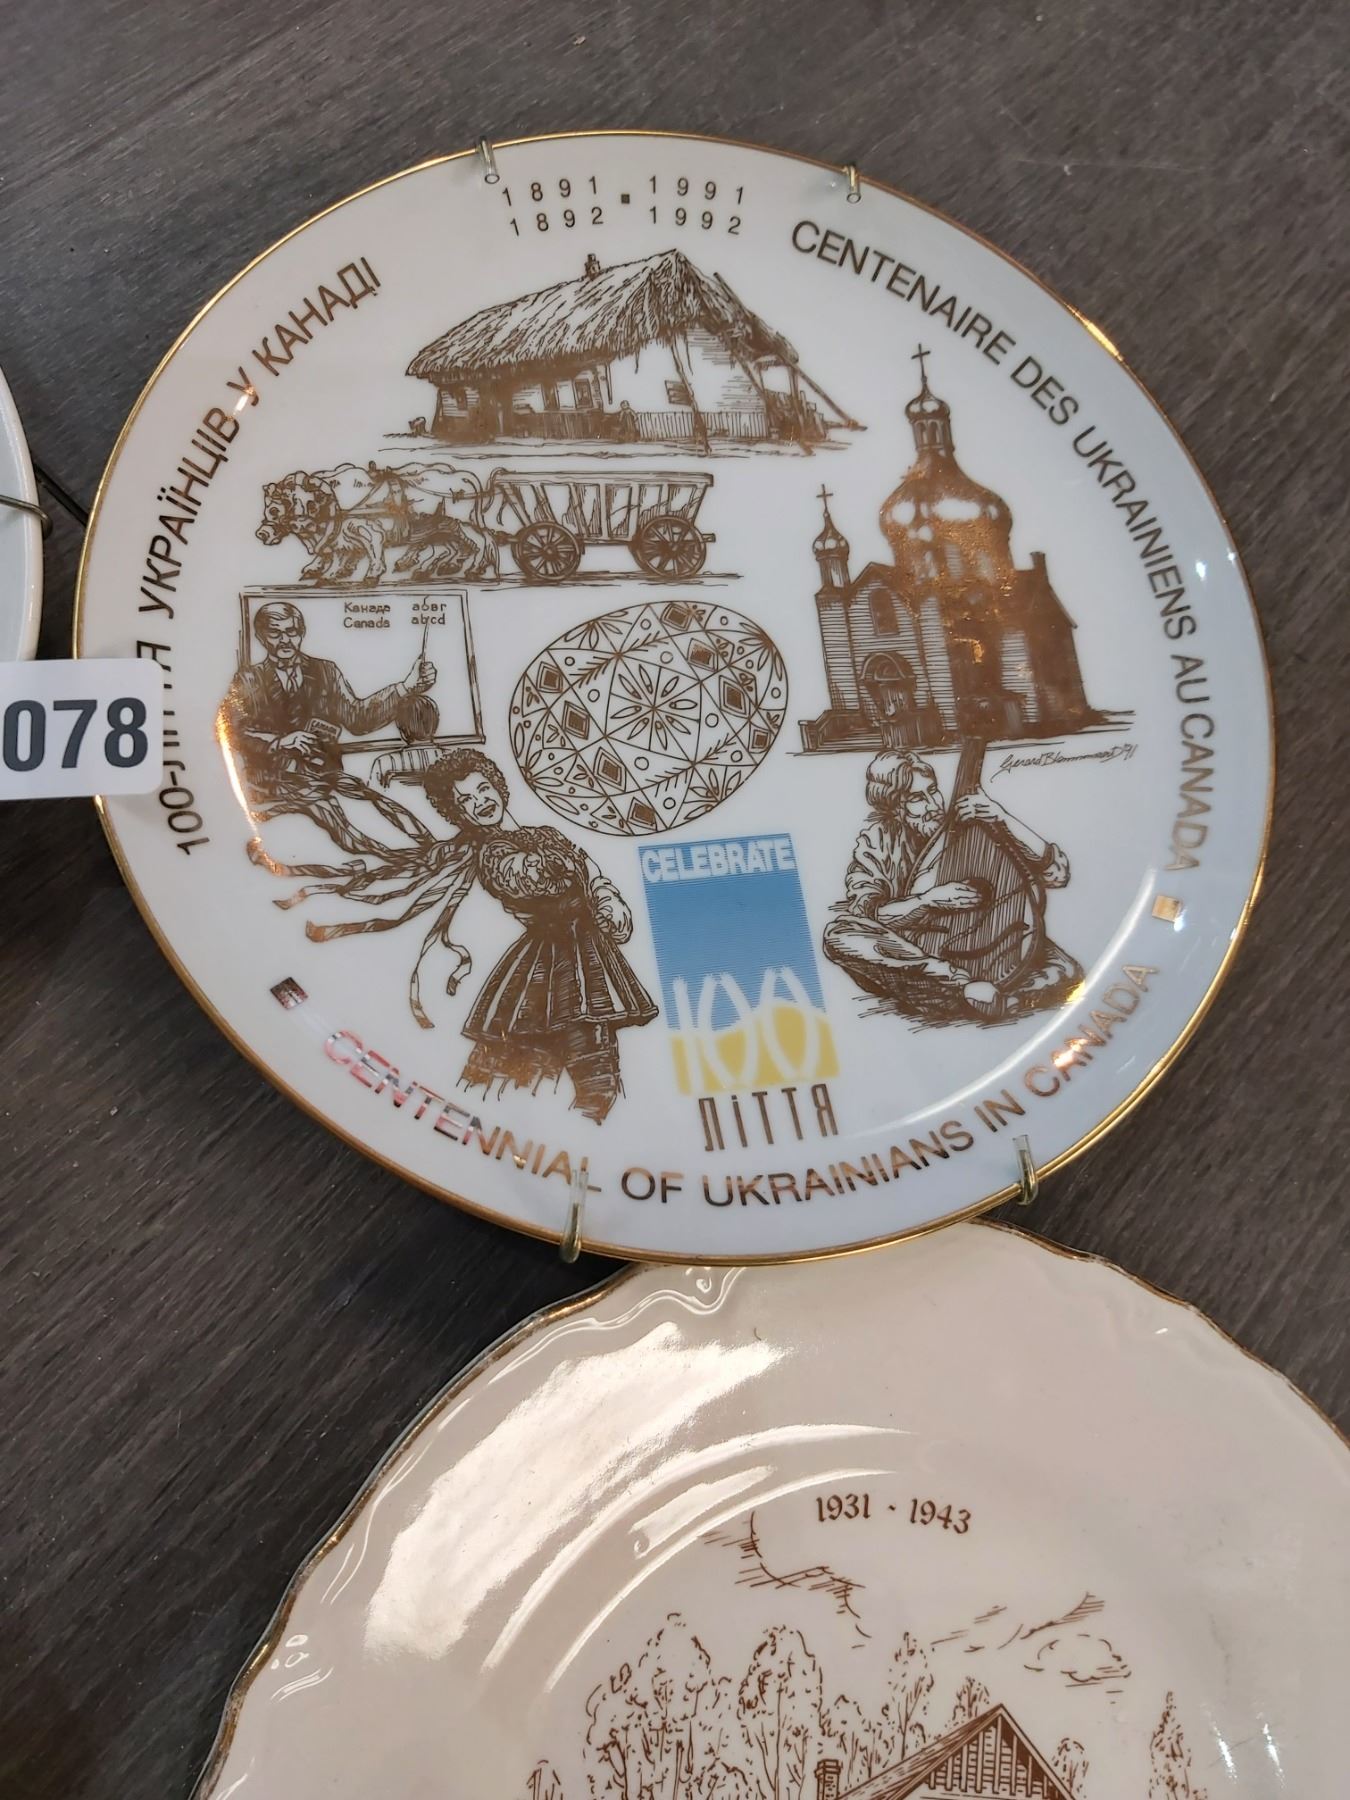 1891 ▪ 1991
1892 1992
100-ЛІТТЯ УКРАЇНЦІВ У КАНАДІ
CENTENAIRE DES UKRAINIENS AU CANADA
Канада абвг
Canada abcd
CELEBRATE
100
ЛІТТЯ
CENTENNIAL OF UKRAINIANS IN CANADA
078
1931 - 1943